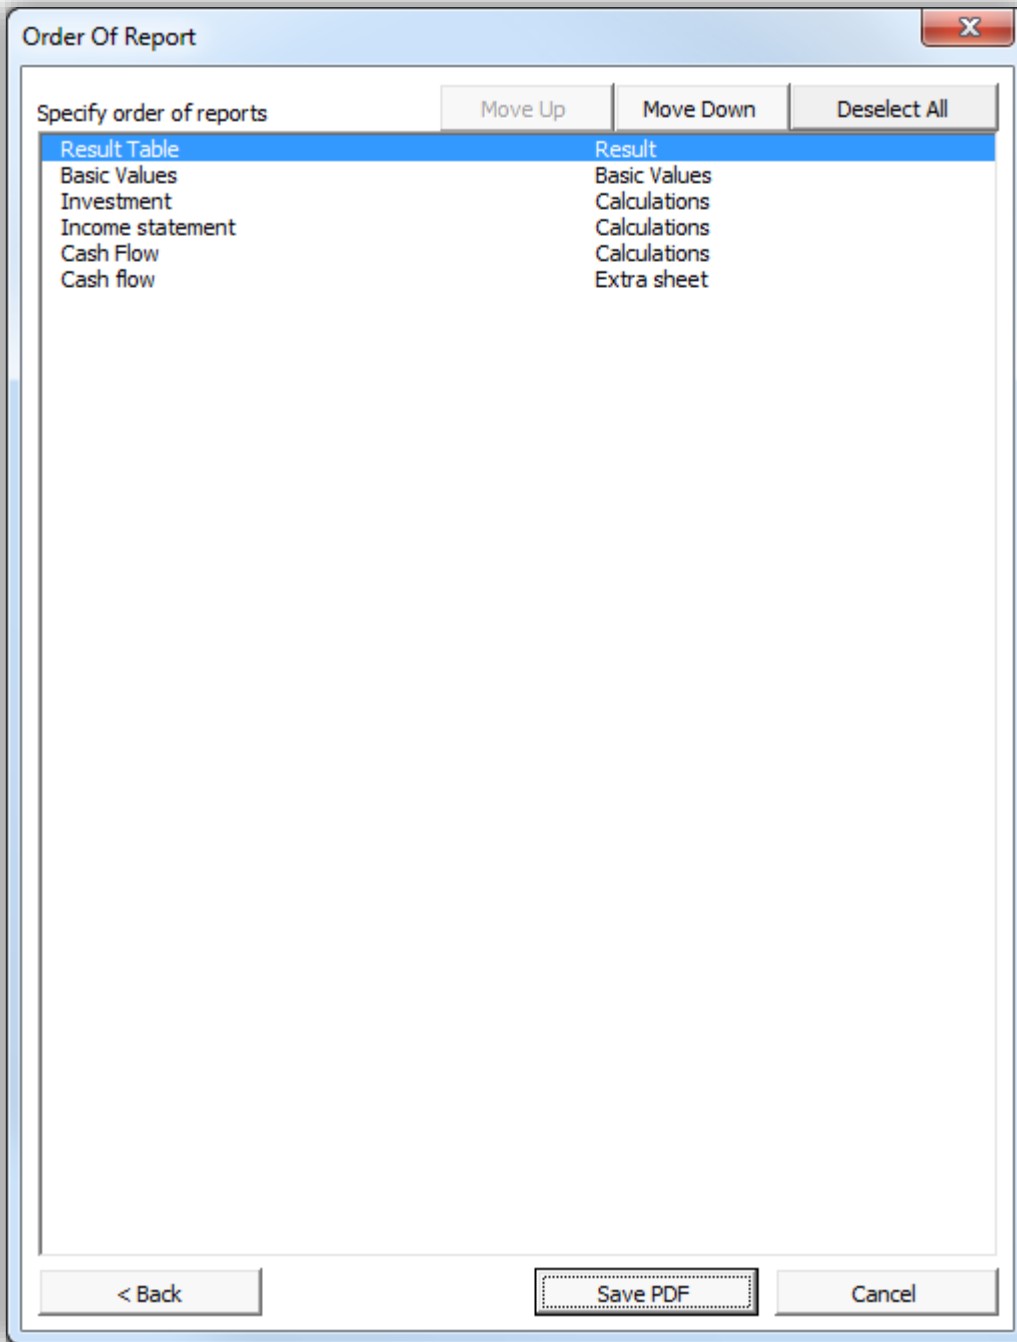 Order Of Report
X
Specify order of reports Move Up Move Down Deselect All
Result Table Result
Basic Values Basic Values
Investment Calculations
Income statement Calculations
Cash Flow Calculations
Cash flow Extra sheet
< Back Save PDF Cancel